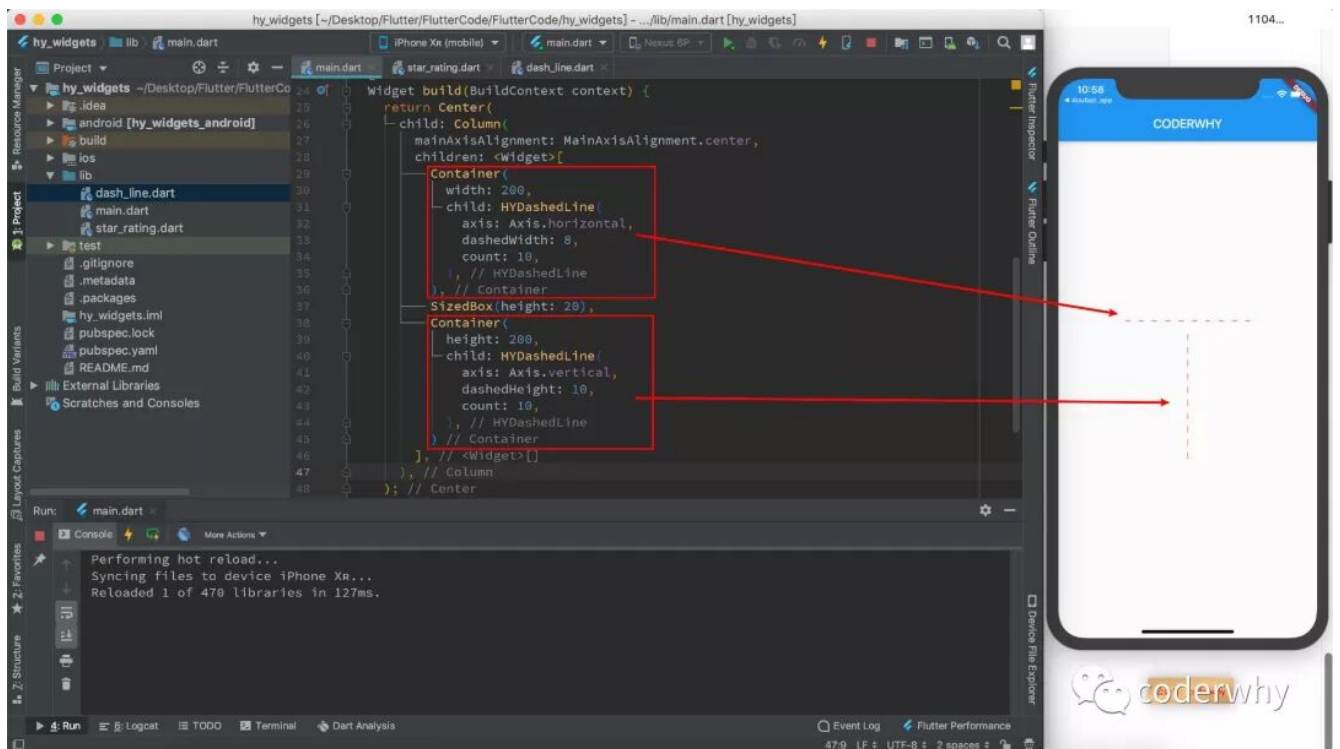 hy_widgets [~/Desktop/Flutter/FlutterCode/FlutterCode/hy_widgets] - .../lib/main.dart [hy_widgets]
1104...
hy_widgets lib main.dart
iPhone Xʀ (mobile) main.dart Nexus 6P
Project
main.dart star_rating.dart dash_line.dart
Resource Manager
1: Project
Build Variants
Layout Captures
2: Favorites
7: Structure
hy_widgets ~/Desktop/Flutter/FlutterCo
.idea
android [hy_widgets_android]
build
ios
lib
dash_line.dart
main.dart
star_rating.dart
test
.gitignore
.metadata
.packages
hy_widgets.iml
pubspec.lock
pubspec.yaml
README.md
External Libraries
Scratches and Consoles
24 Widget build(BuildContext context) {
25 return Center(
26 child: Column(
27 mainAxisAlignment: MainAxisAlignment.center,
28 children: <Widget>[
29 Container(
30 width: 200,
31 child: HYDashedLine(
32 axis: Axis.horizontal,
33 dashedWidth: 8,
34 count: 10,
35 ), // HYDashedLine
36 ), // Container
37 SizedBox(height: 20),
38 Container(
39 height: 200,
40 child: HYDashedLine(
41 axis: Axis.vertical,
42 dashedHeight: 10,
43 count: 10,
44 ), // HYDashedLine
45 ) // Container
46 ], // <Widget>[]
47 ), // Column
48 ); // Center
Flutter Inspector
Flutter Outline
Device File Explorer
10:56
CODERWHY
Run: main.dart
Console More Actions
Performing hot reload...
Syncing files to device iPhone Xʀ...
Reloaded 1 of 470 libraries in 127ms.
4: Run 6: Logcat TODO Terminal Dart Analysis Event Log Flutter Performance
47:9 LF UTF-8 2 spaces
coderwhy